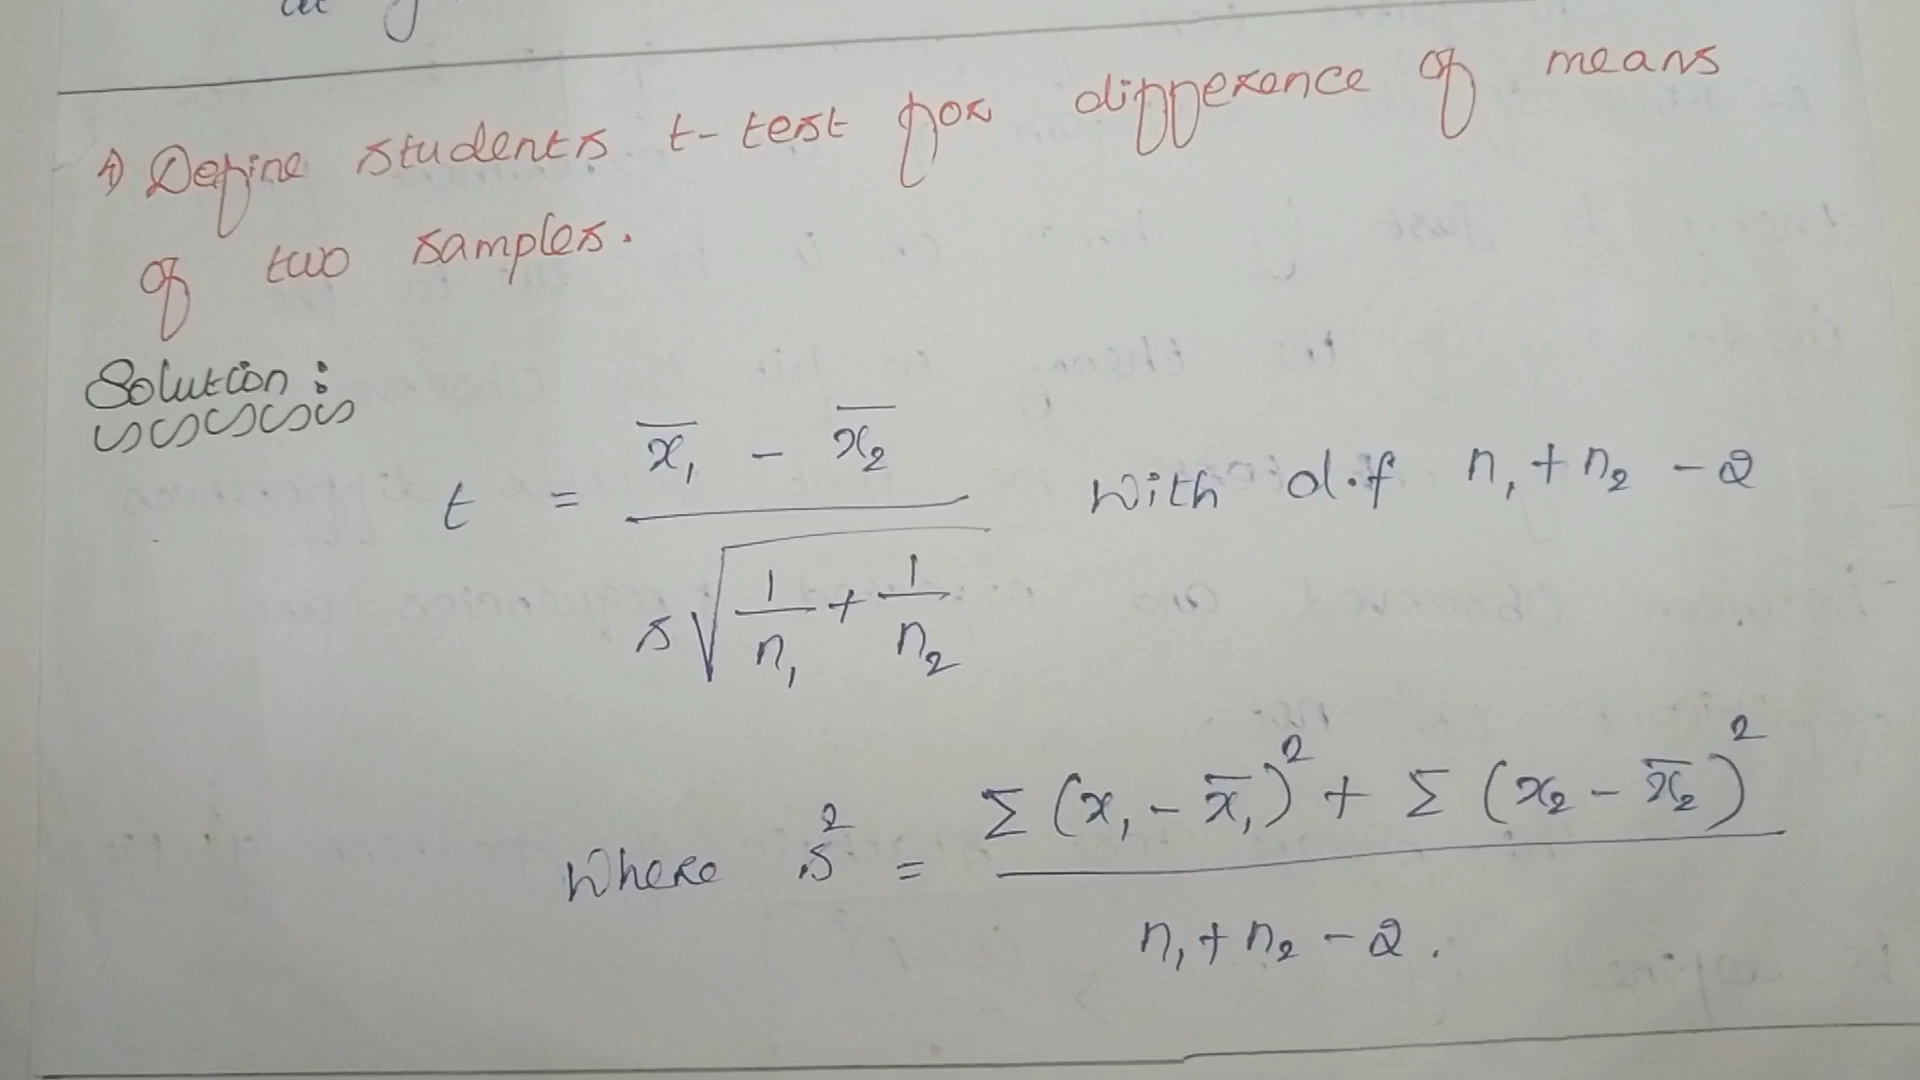 4) Define students t-test for difference of means
of two samples.
Solution:
t = x̄₁ - x̄₂ / s√(1/n₁ + 1/n₂) with d.f n₁ + n₂ - 2
Where s² = Σ(x₁ - x̄₁)² + Σ(x₂ - x̄₂)² / n₁ + n₂ - 2.